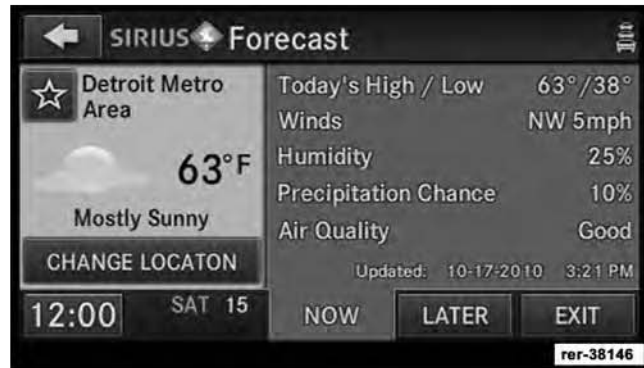 SIRIUS Forecast
Detroit Metro
Area
63°F
Mostly Sunny
CHANGE LOCATON
Today's High / Low 63°/38°
Winds NW 5mph
Humidity 25%
Precipitation Chance 10%
Air Quality Good
Updated: 10-17-2010 3:21 PM
12:00 SAT 15 NOW LATER EXIT
rer-38146